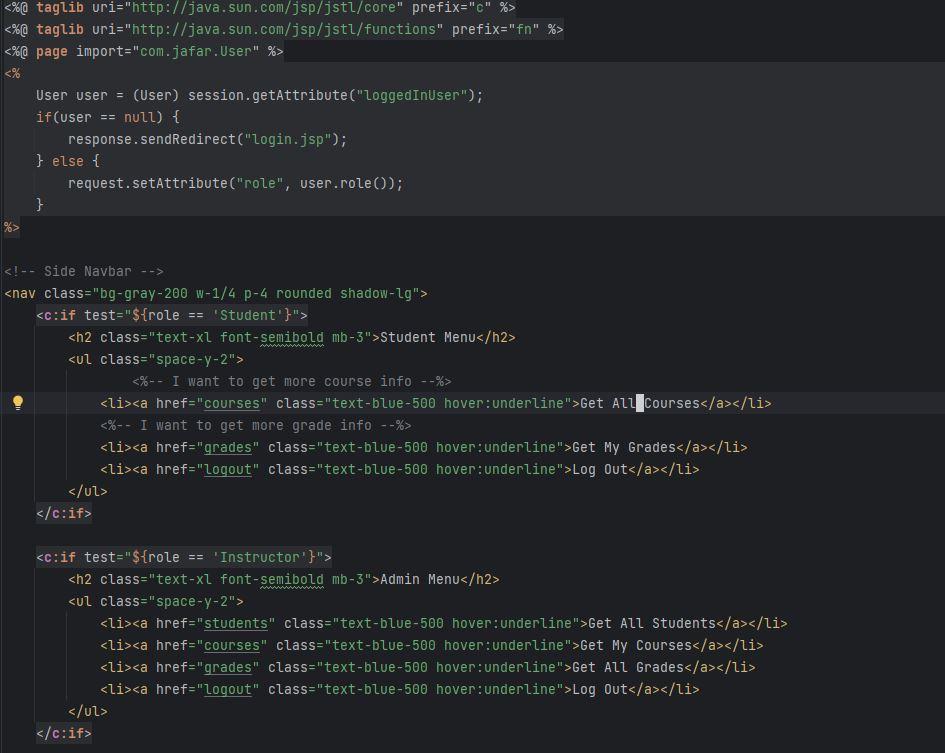 <%@ taglib uri="http://java.sun.com/jsp/jstl/core" prefix="c" %>
<%@ taglib uri="http://java.sun.com/jsp/jstl/functions" prefix="fn" %>
<%@ page import="com.jafar.User" %>
<%
    User user = (User) session.getAttribute("loggedInUser");
    if(user == null) {
        response.sendRedirect("login.jsp");
    } else {
        request.setAttribute("role", user.role());
    }
%>
<!-- Side Navbar -->
<nav class="bg-gray-200 w-1/4 p-4 rounded shadow-lg">
    <c:if test="${role == 'Student'}">
        <h2 class="text-xl font-semibold mb-3">Student Menu</h2>
        <ul class="space-y-2">
                <%-- I want to get more course info --%>
            <li><a href="courses" class="text-blue-500 hover:underline">Get All Courses</a></li>
            <%-- I want to get more grade info --%>
            <li><a href="grades" class="text-blue-500 hover:underline">Get My Grades</a></li>
            <li><a href="logout" class="text-blue-500 hover:underline">Log Out</a></li>
        </ul>
    </c:if>
    <c:if test="${role == 'Instructor'}">
        <h2 class="text-xl font-semibold mb-3">Admin Menu</h2>
        <ul class="space-y-2">
            <li><a href="students" class="text-blue-500 hover:underline">Get All Students</a></li>
            <li><a href="courses" class="text-blue-500 hover:underline">Get My Courses</a></li>
            <li><a href="grades" class="text-blue-500 hover:underline">Get All Grades</a></li>
            <li><a href="logout" class="text-blue-500 hover:underline">Log Out</a></li>
        </ul>
    </c:if>